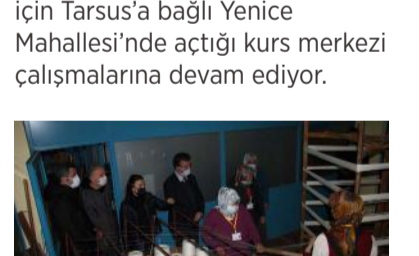 için Tarsus’a bağlı Yenice
Mahallesi’nde açtığı kurs merkezi
çalışmalarına devam ediyor.